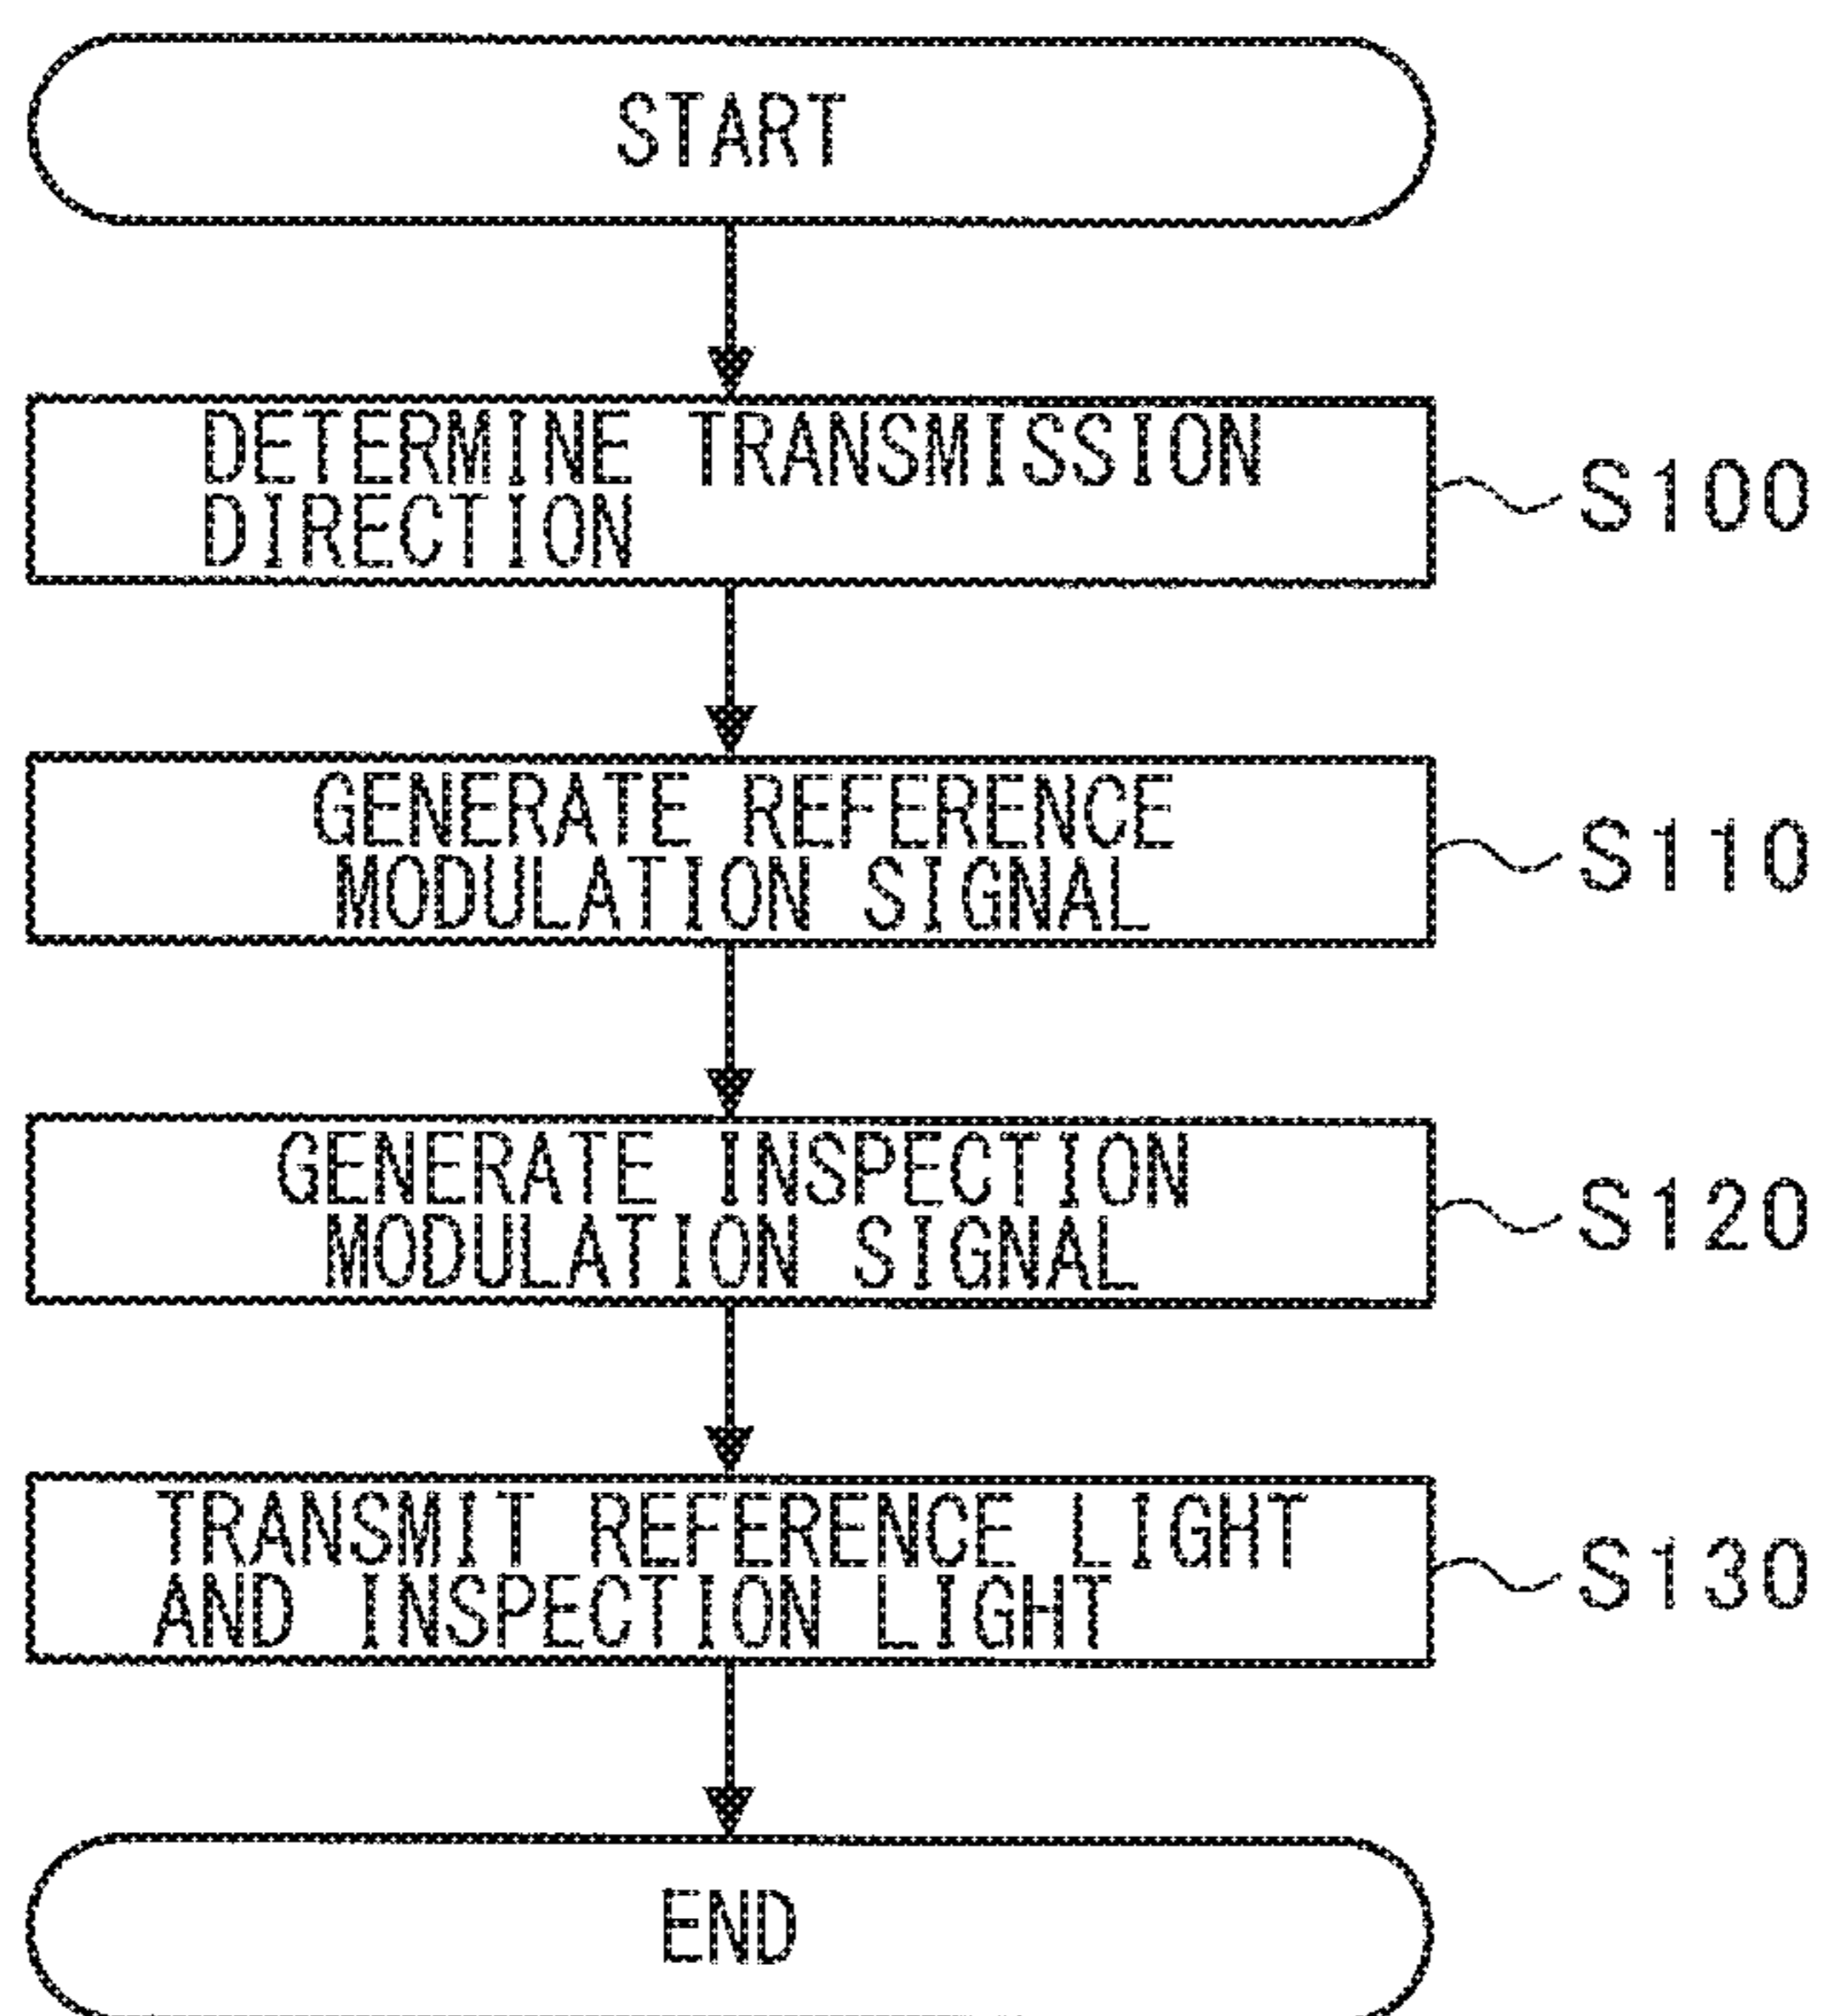 START
DETERMINE TRANSMISSION
DIRECTION
S100
GENERATE REFERENCE
MODULATION SIGNAL
S110
GENERATE INSPECTION
MODULATION SIGNAL
S120
TRANSMIT REFERENCE LIGHT
AND INSPECTION LIGHT
S130
END